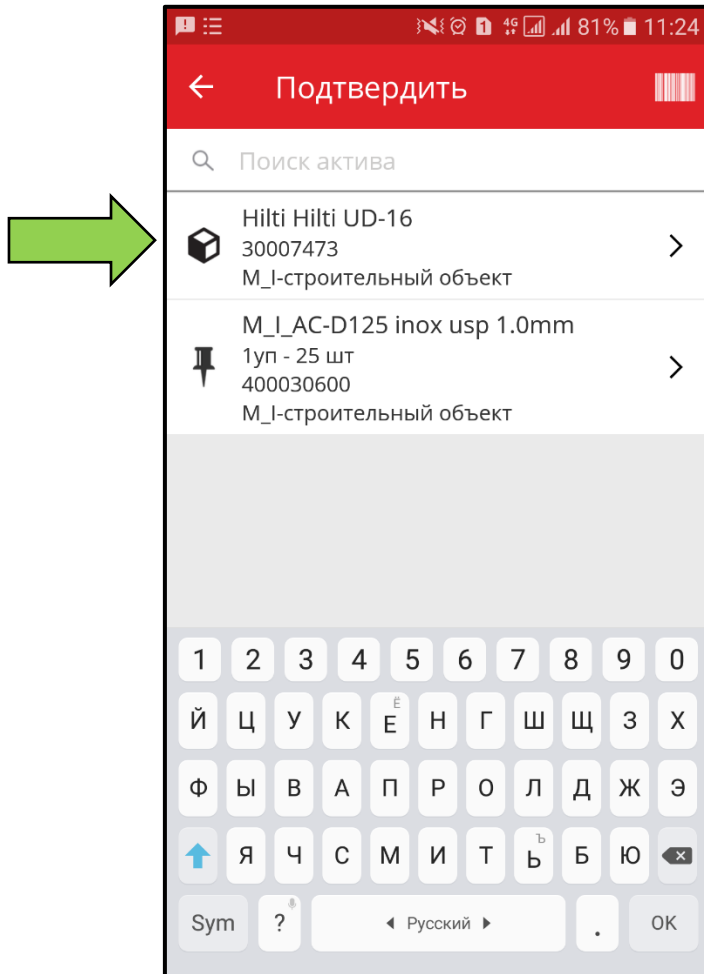 1 4G 81% 11:24
Подтвердить
Поиск актива
Hilti Hilti UD-16
30007473
M_I-строительный объект
M_I_AC-D125 inox usp 1.0mm
1уп - 25 шт
400030600
M_I-строительный объект
1 2 3 4 5 6 7 8 9 0
Й Ц У К Ё Е Н Г Ш Щ З Х
Ф Ы В А П Р О Л Д Ж Э
Я Ч С М И Т Ъ Ь Б Ю
Sym ? Русский . OK